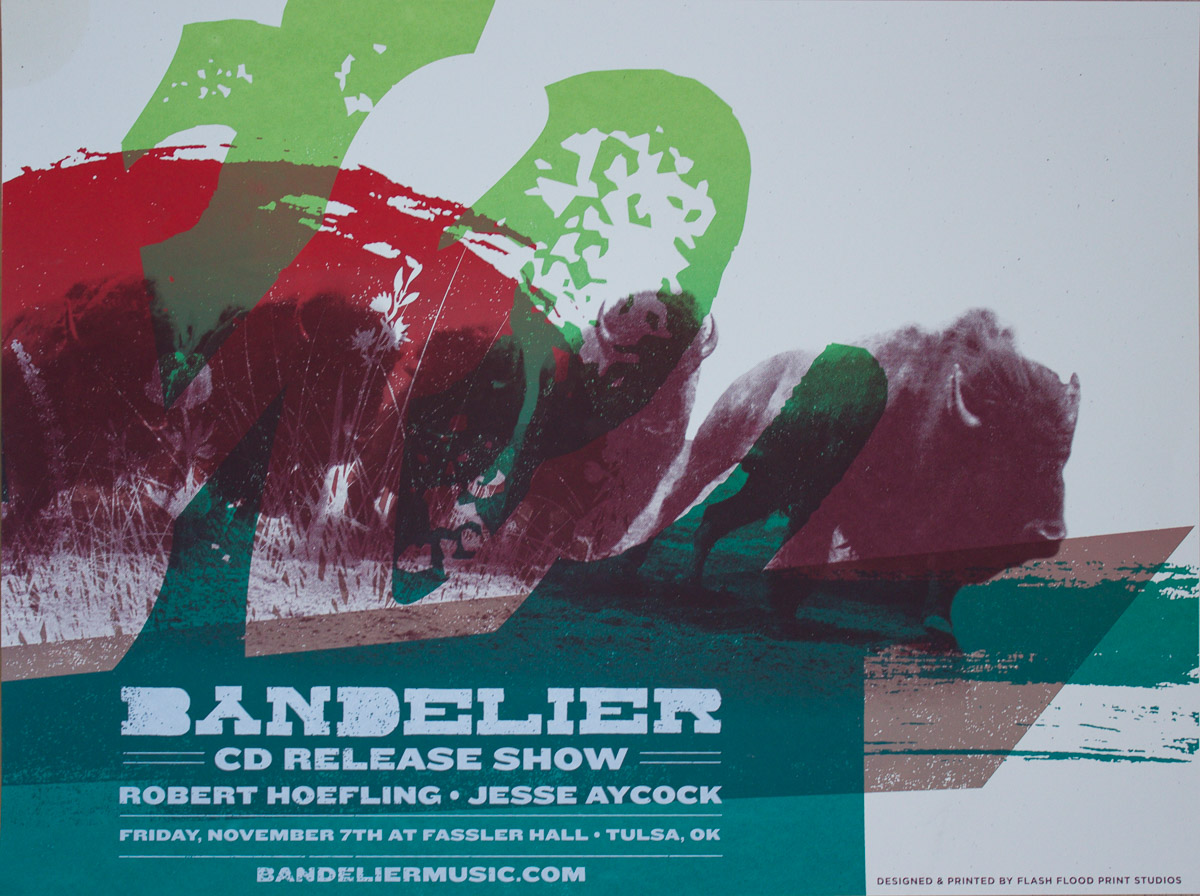 BANDELIER
CD RELEASE SHOW
ROBERT HOEFLING • JESSE AYCOCK
FRIDAY, NOVEMBER 7TH AT FASSLER HALL • TULSA, OK
BANDELIERMUSIC.COM
DESIGNED & PRINTED BY FLASH FLOOD PRINT STUDIOS